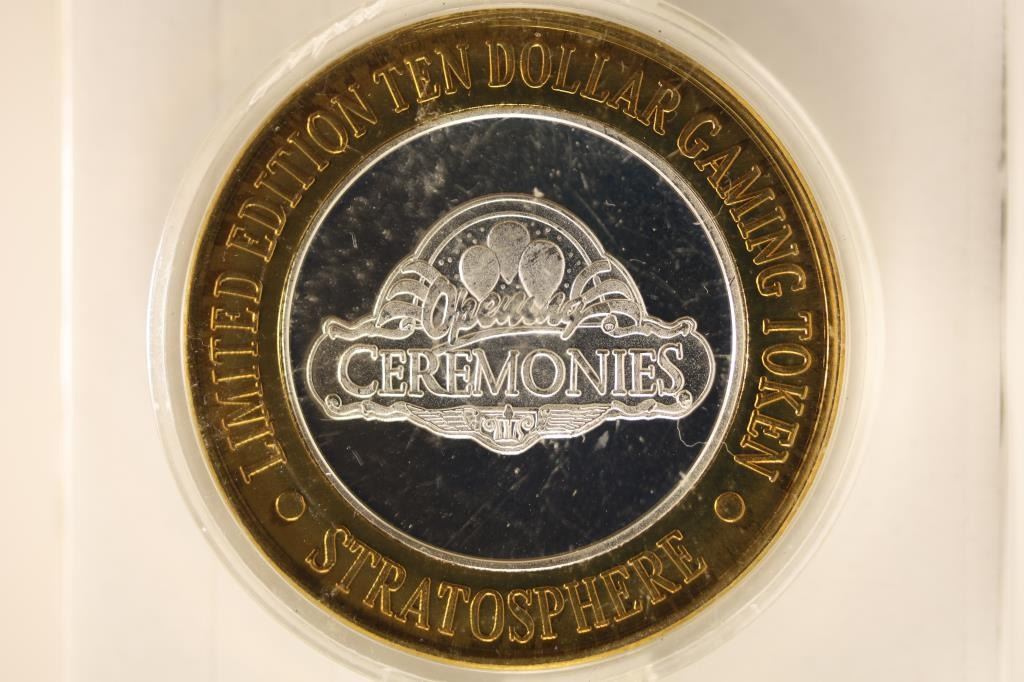 LIMITED EDITION TEN DOLLAR GAMING TOKEN
Opening
CEREMONIES
STRATOSPHERE